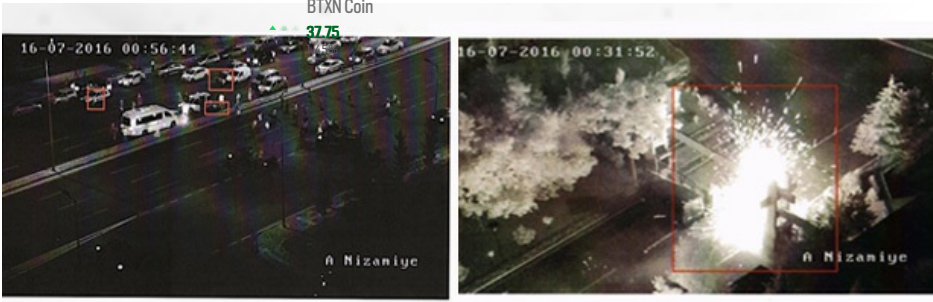 BTXN Coin
37.75
16-07-2016 00:56:44
A Nizamiye
16-07-2016 00:31:52
A Nizamiye